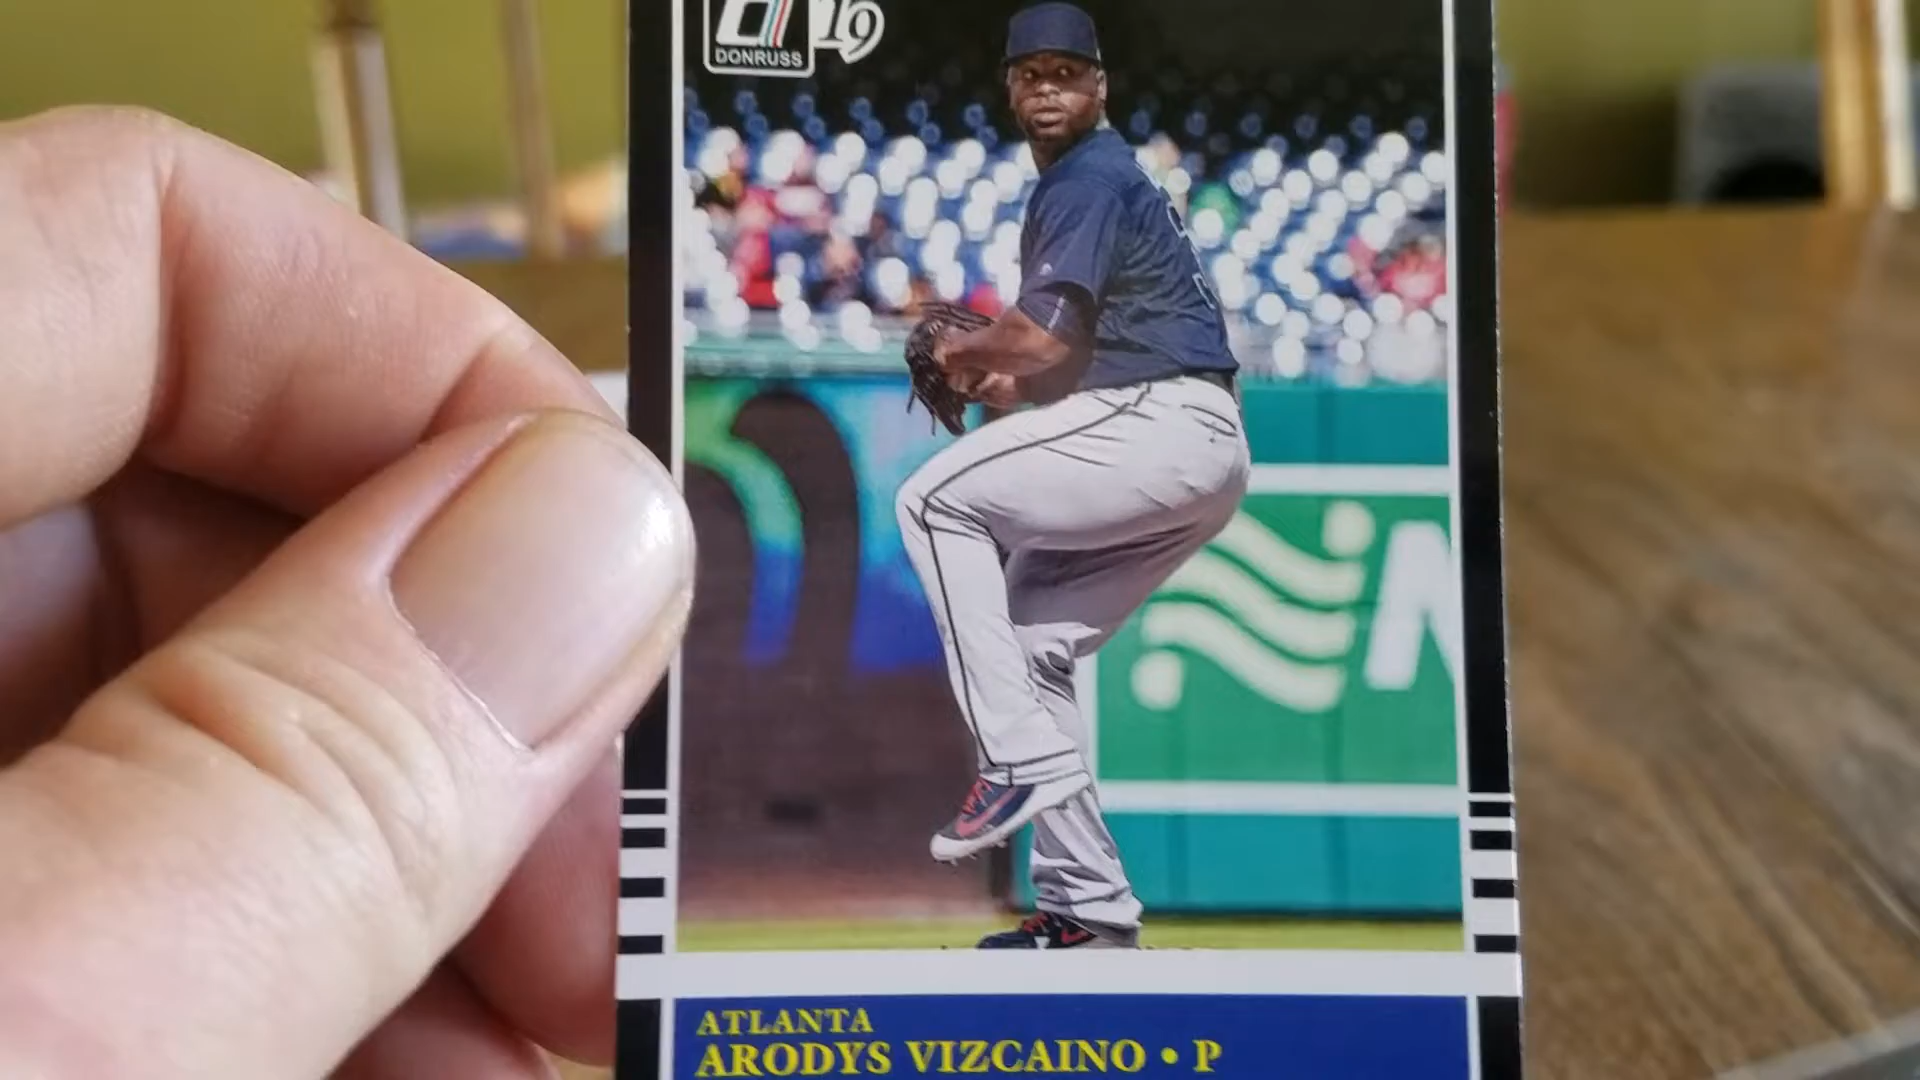 19
DONRUSS
ATLANTA
ARODYS VIZCAINO • P